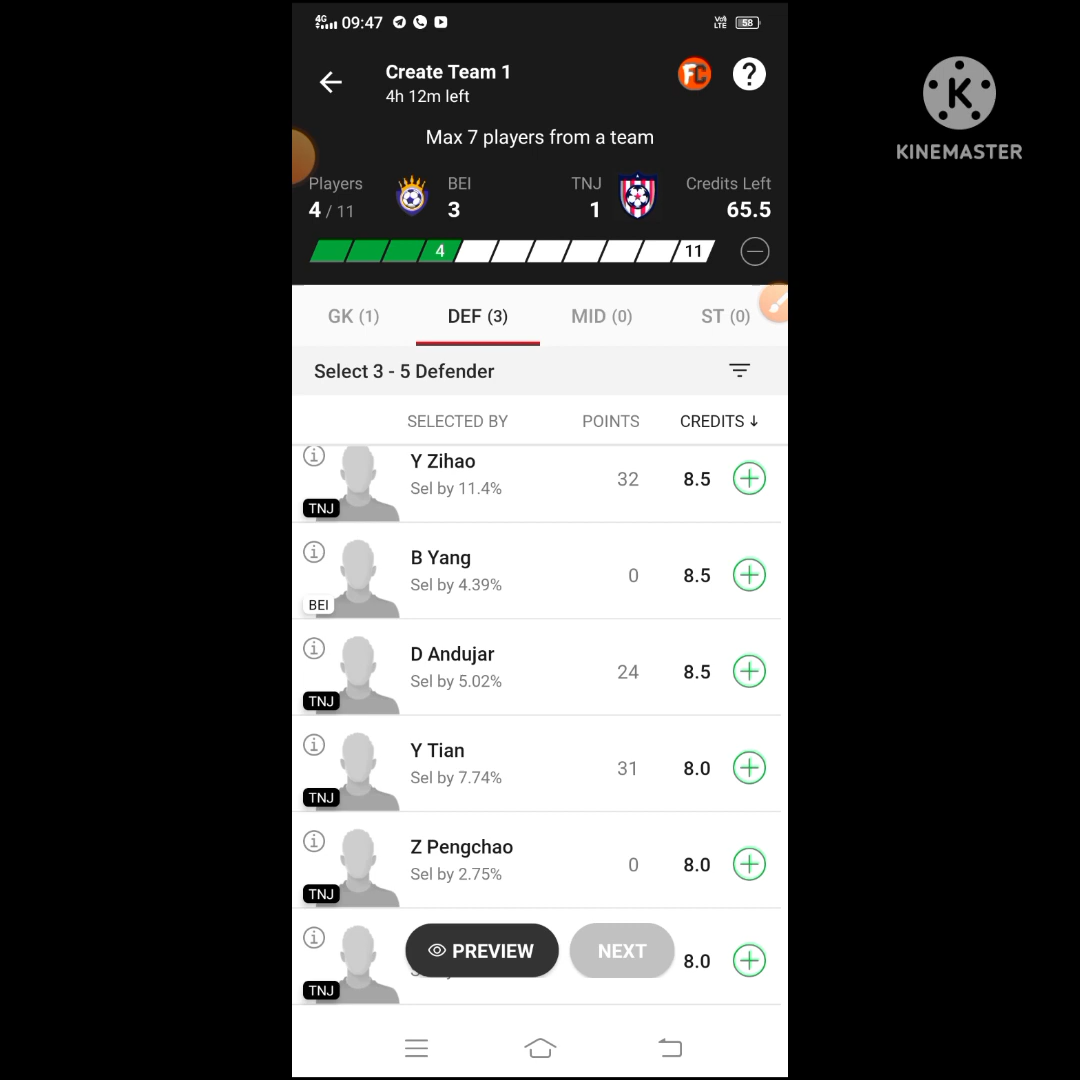 4G 09:47 VoI LTE 58
Create Team 1
4h 12m left
FC ?
Max 7 players from a team
Players BEI TNJ Credits Left
4 / 11 3 1 65.5
4 11
GK (1) DEF (3) MID (0) ST (0)
Select 3 - 5 Defender
SELECTED BY POINTS CREDITS ↓
Y Zihao
Sel by 11.4% 32 8.5
TNJ
B Yang
Sel by 4.39% 0 8.5
BEI
D Andujar
Sel by 5.02% 24 8.5
TNJ
Y Tian
Sel by 7.74% 31 8.0
TNJ
Z Pengchao
Sel by 2.75% 0 8.0
TNJ
PREVIEW NEXT 8.0
TNJ
K
KINEMASTER